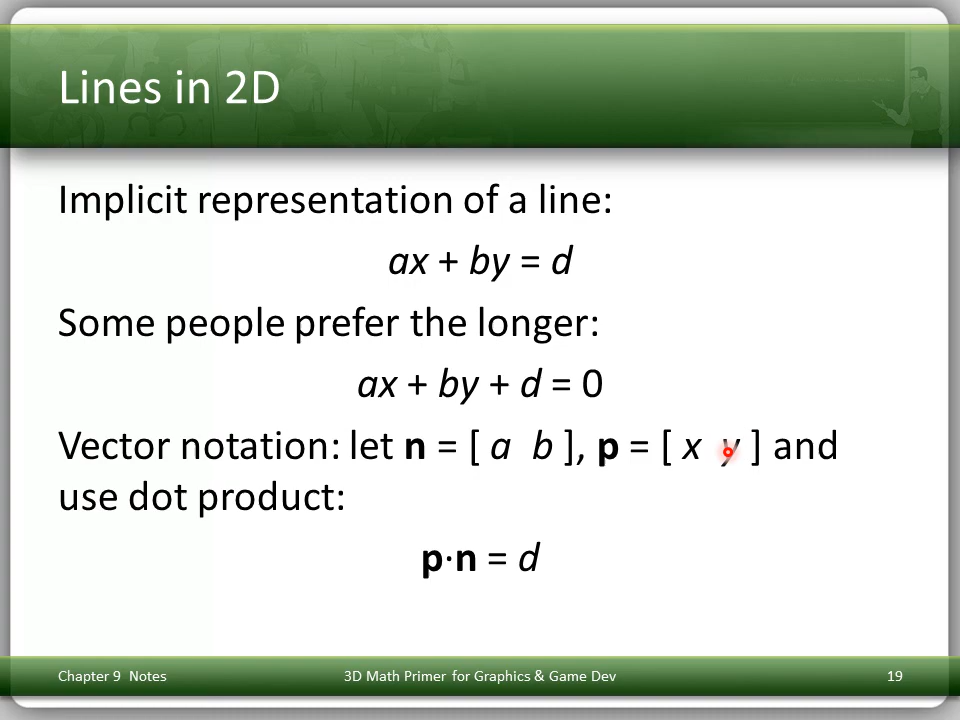 Lines in 2D
Implicit representation of a line:
ax + by = d
Some people prefer the longer:
ax + by + d = 0
Vector notation: let n = [ a b ], p = [ x y ] and
use dot product:
p·n = d
Chapter 9 Notes
3D Math Primer for Graphics & Game Dev
19